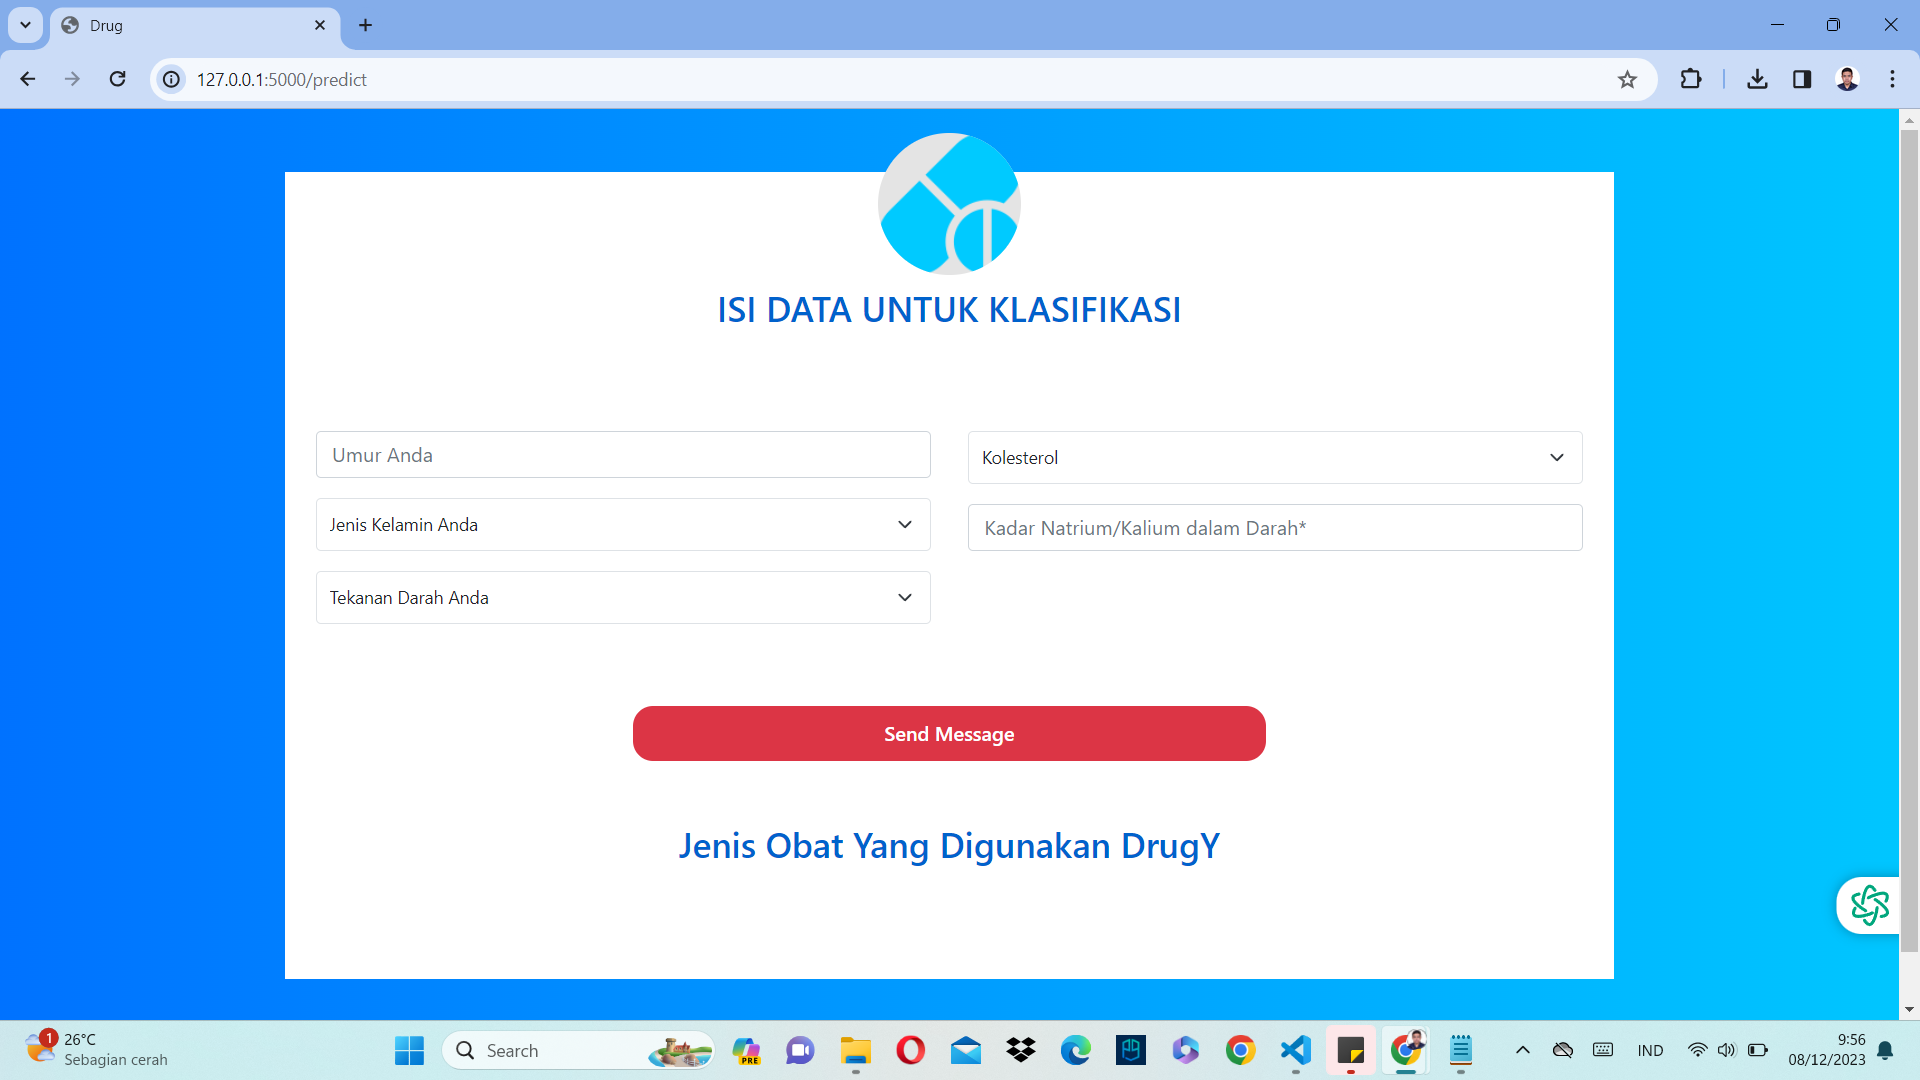 Drug
127.0.0.1:5000/predict
ISI DATA UNTUK KLASIFIKASI
Umur Anda
Kolesterol
Jenis Kelamin Anda
Kadar Natrium/Kalium dalam Darah*
Tekanan Darah Anda
Send Message
Jenis Obat Yang Digunakan DrugY
1
26°C
Sebagian cerah
Search
PRE
IND
9:56
08/12/2023